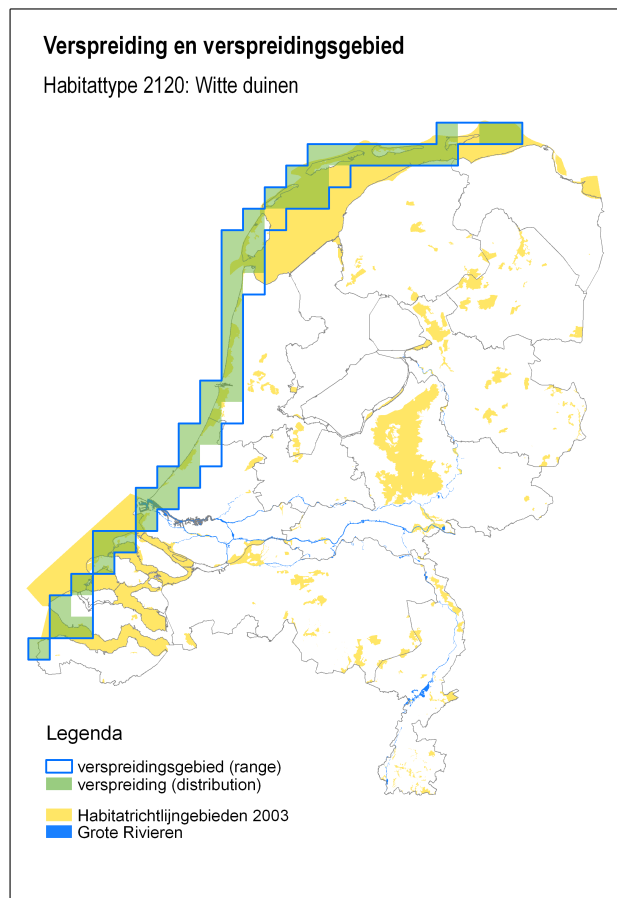 Verspreiding en verspreidingsgebied
Habitattype 2120: Witte duinen
Legenda
verspreidingsgebied (range)
verspreiding (distribution)
Habitatrichtlijngebieden 2003
Grote Rivieren